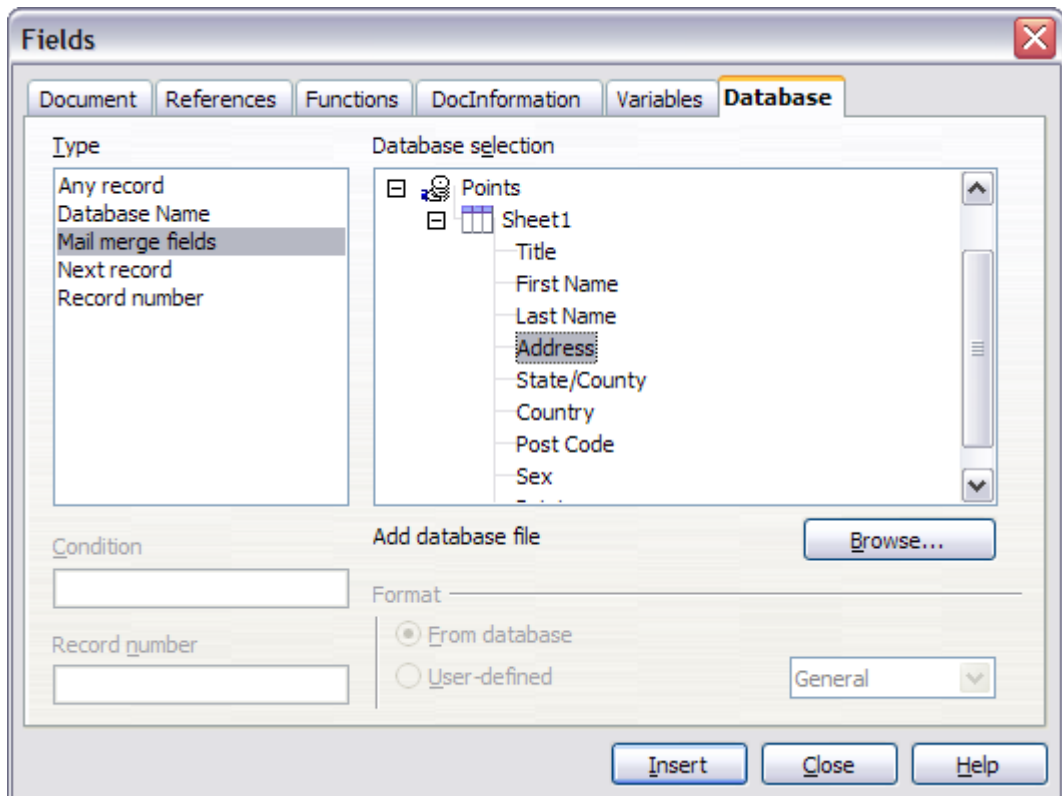 Fields
Document References Functions DocInformation Variables Database
Type
Database selection
Any record
Database Name
Mail merge fields
Next record
Record number
Points
Sheet1
Title
First Name
Last Name
Address
State/County
Country
Post Code
Sex
Add database file
Browse...
Condition
Format
Record number
From database
User-defined
General
Insert Close Help